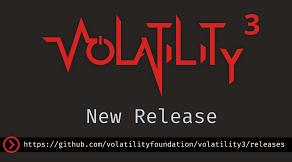 VOLATILITY 3
New Release
https://github.com/volatilityfoundation/volatility3/releases